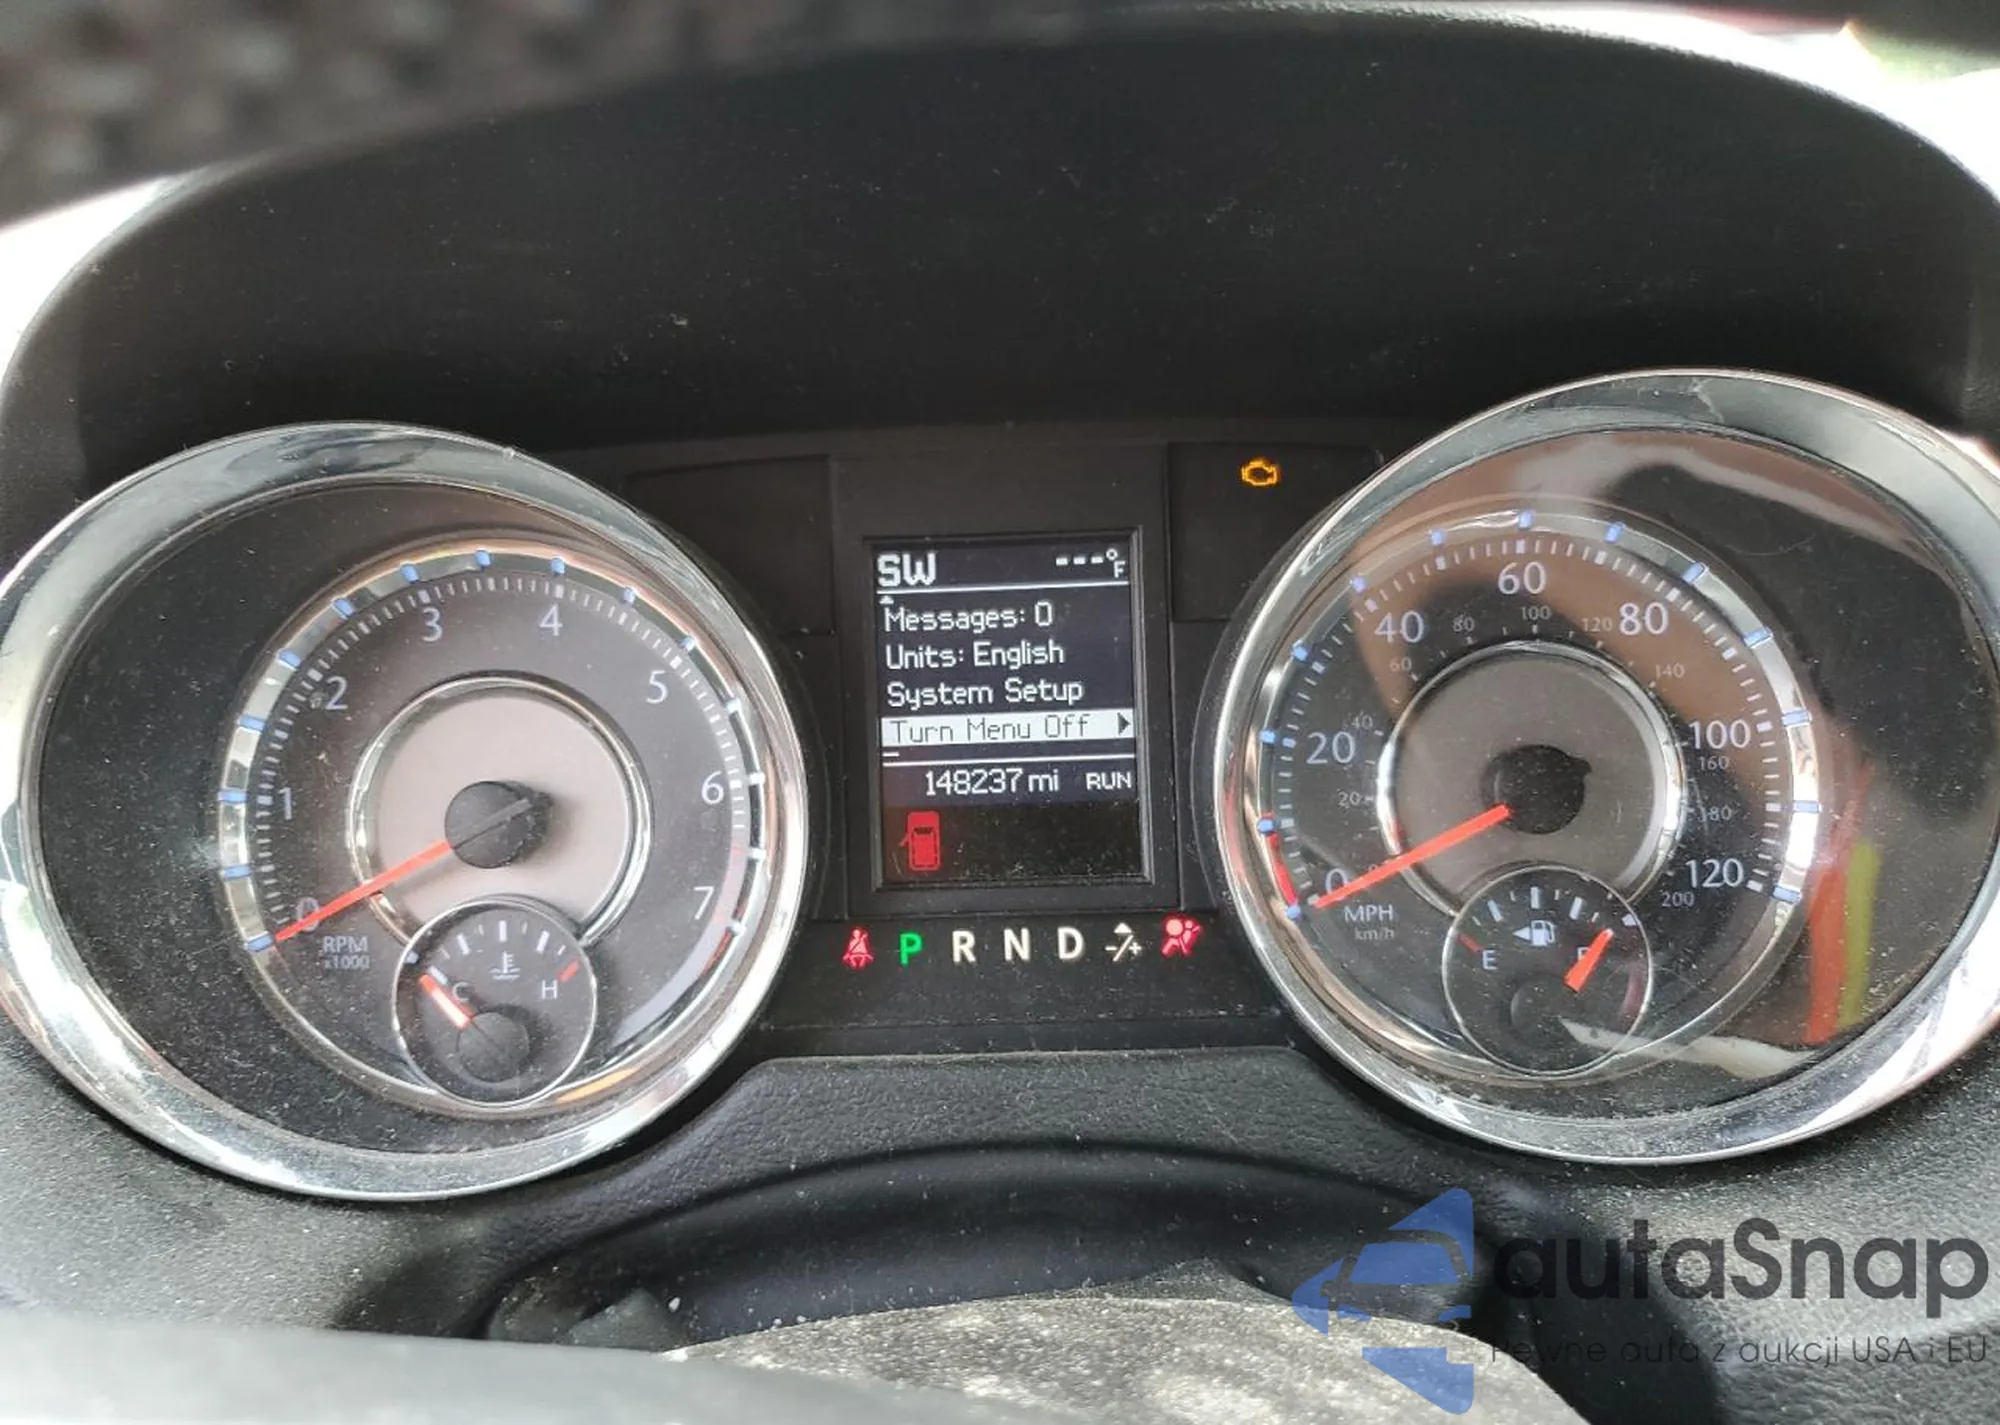 SW ---°F
Messages: 0
Units: English
System Setup
Turn Menu Off
148237 mi RUN
P R N D -/+
0 1 2 3 4 5 6 7
RPM
x1000
C H
0 20 40 60 80 100 120
20 40 60 80 100 120 140 160 180 200
MPH
km/h
E F
autaSnap
Pewne auta z aukcji USA i EU